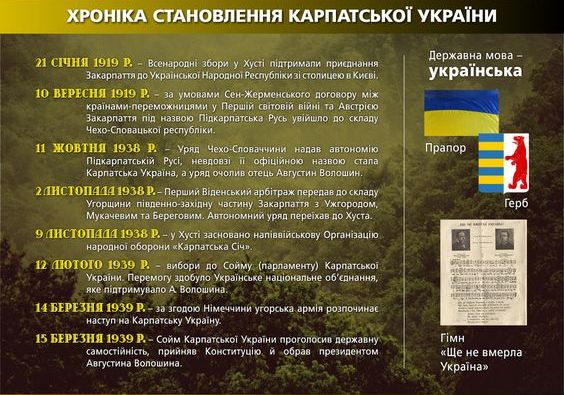 ХРОНІКА СТАНОВЛЕННЯ КАРПАТСЬКОЇ УКРАЇНИ
21 СІЧНЯ 1919 Р. – Всенародні збори у Хусті підтримали приєднання
Закарпаття до Української Народної Республіки зі столицею в Києві.
10 ВЕРЕСНЯ 1919 Р. – за умовами Сен-Жерменського договору між
країнами-переможницями у Першій світовій війні та Австрією
Закарпаття під назвою Підкарпатська Русь увійшло до складу
Чехо-Словацької республіки.
11 ЖОВТНЯ 1938 Р. – Уряд Чехо-Словаччини надав автономію
Підкарпатській Русі, невдовзі її офіційною назвою стала
Карпатська Україна, а уряд очолив отець Августин Волошин.
2 ЛИСТОПАДА 1938 Р. – Перший Віденський арбітраж передав до складу
Угорщини південно-західну частину Закарпаття з Ужгородом,
Мукачевим та Береговим. Автономний уряд переїхав до Хуста.
9 ЛИСТОПАДА 1938 Р. – у Хусті засновано напіввійськову Організацію
народної оборони «Карпатська Січ».
12 ЛЮТОГО 1939 Р. – вибори до Сойму (парламенту) Карпатської
України. Перемогу здобуло Українське національне об'єднання,
яке підтримувало А. Волошина.
14 БЕРЕЗНЯ 1939 Р. – за згодою Німеччини угорська армія розпочинає
наступ на Карпатську Україну.
15 БЕРЕЗНЯ 1939 Р. – Сойм Карпатської України проголосив державну
самостійність, прийняв Конституцію й обрав президентом
Августина Волошина.
Державна мова –
українська
Прапор
Герб
Гімн
«Ще не вмерла
Україна»